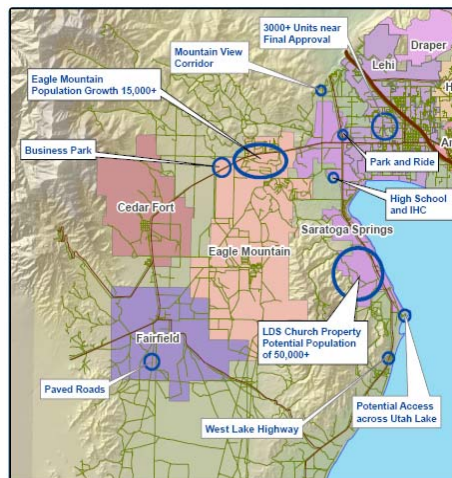 3000+ Units near
Final Approval
Draper
Lehi
Mountain View
Corridor
Eagle Mountain
Population Growth 15,000+
Business Park
Park and Ride
Cedar Fort
High School
and IHC
Saratoga Springs
Eagle Mountain
LDS Church Property
Potential Population
of 50,000+
Fairfield
Paved Roads
West Lake Highway
Potential Access
across Utah Lake